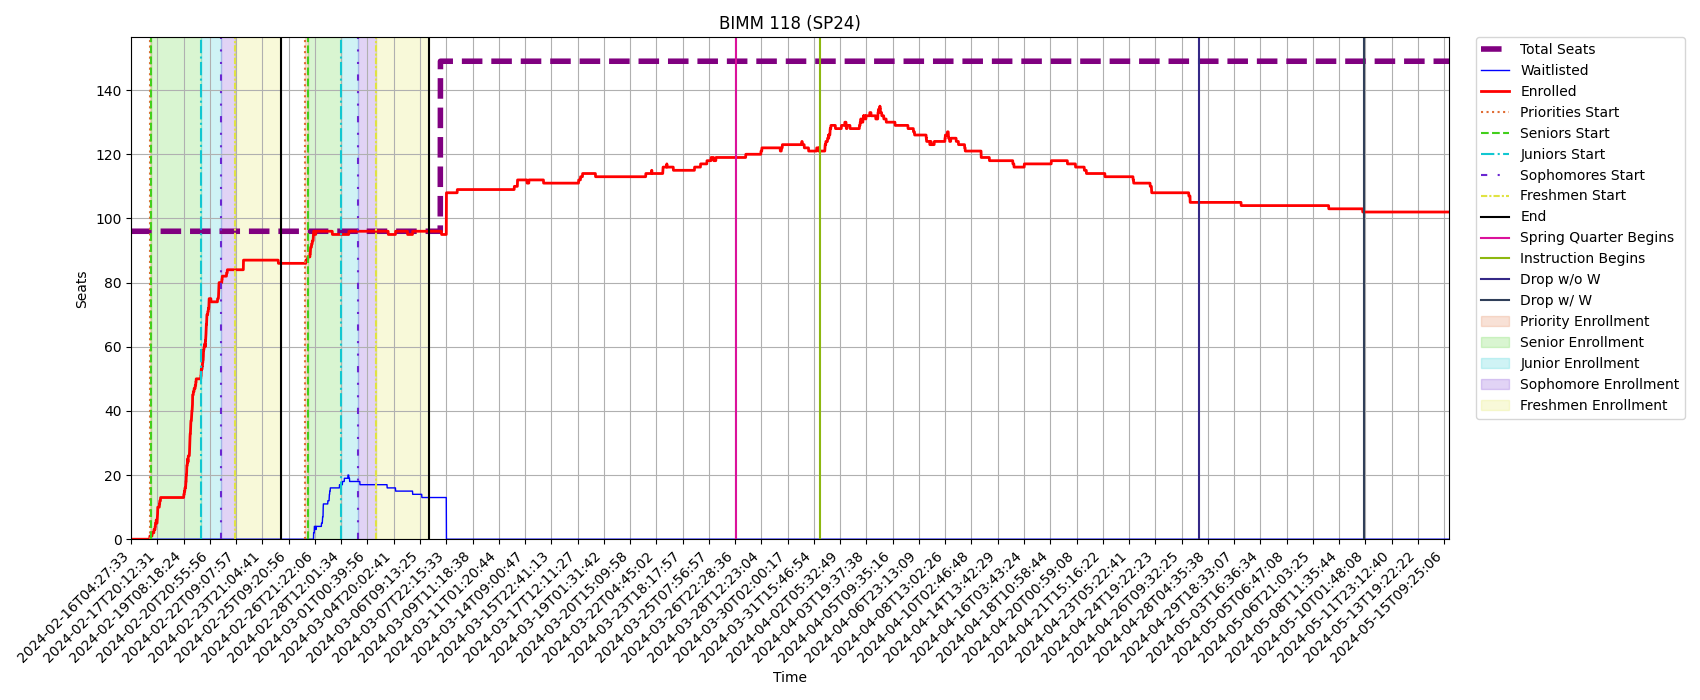 BIMM 118 (SP24)
Seats
140
120
100
80
60
40
20
0
2024-02-16T04:27:33
2024-02-17T20:12:31
2024-02-19T08:18:24
2024-02-20T20:55:56
2024-02-22T09:07:57
2024-02-23T21:04:41
2024-02-25T09:20:56
2024-02-26T21:22:06
2024-02-28T12:01:34
2024-03-01T00:39:56
2024-03-04T20:02:41
2024-03-06T09:13:25
2024-03-07T22:15:33
2024-03-11T01:18:38
2024-03-12T11:20:44
2024-03-14T09:00:47
2024-03-15T22:41:13
2024-03-17T12:11:27
2024-03-19T01:31:42
2024-03-20T15:09:58
2024-03-22T04:45:02
2024-03-23T18:17:57
2024-03-25T07:56:57
2024-03-26T22:28:36
2024-03-28T12:23:04
2024-03-30T02:00:17
2024-03-31T15:46:54
2024-04-02T05:32:49
2024-04-03T19:37:38
2024-04-05T09:35:16
2024-04-06T23:13:09
2024-04-08T13:02:26
2024-04-10T02:46:48
2024-04-14T13:42:29
2024-04-16T03:43:24
2024-04-18T10:58:44
2024-04-20T00:59:08
2024-04-21T15:16:22
2024-04-23T05:22:41
2024-04-24T19:22:23
2024-04-26T09:32:25
2024-04-28T04:35:38
2024-04-29T18:33:07
2024-05-03T16:36:34
2024-05-05T06:47:08
2024-05-06T21:03:25
2024-05-08T11:35:44
2024-05-10T01:48:08
2024-05-11T23:12:40
2024-05-13T19:22:22
2024-05-15T09:25:06
Time
Total Seats
Waitlisted
Enrolled
Priorities Start
Seniors Start
Juniors Start
Sophomores Start
Freshmen Start
End
Spring Quarter Begins
Instruction Begins
Drop w/o W
Drop w/ W
Priority Enrollment
Senior Enrollment
Junior Enrollment
Sophomore Enrollment
Freshmen Enrollment